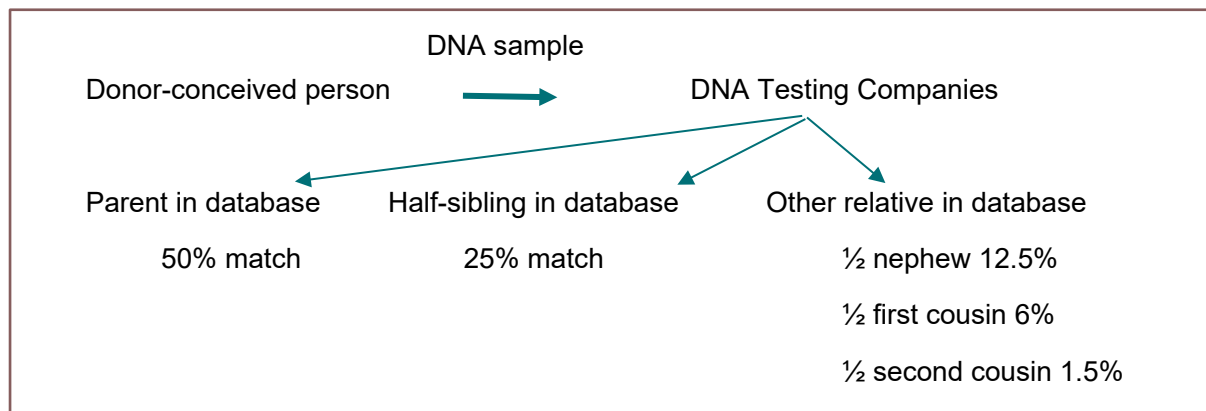 DNA sample
Donor-conceived person DNA Testing Companies
Parent in database Half-sibling in database Other relative in database
50% match 25% match ½ nephew 12.5%
½ first cousin 6%
½ second cousin 1.5%